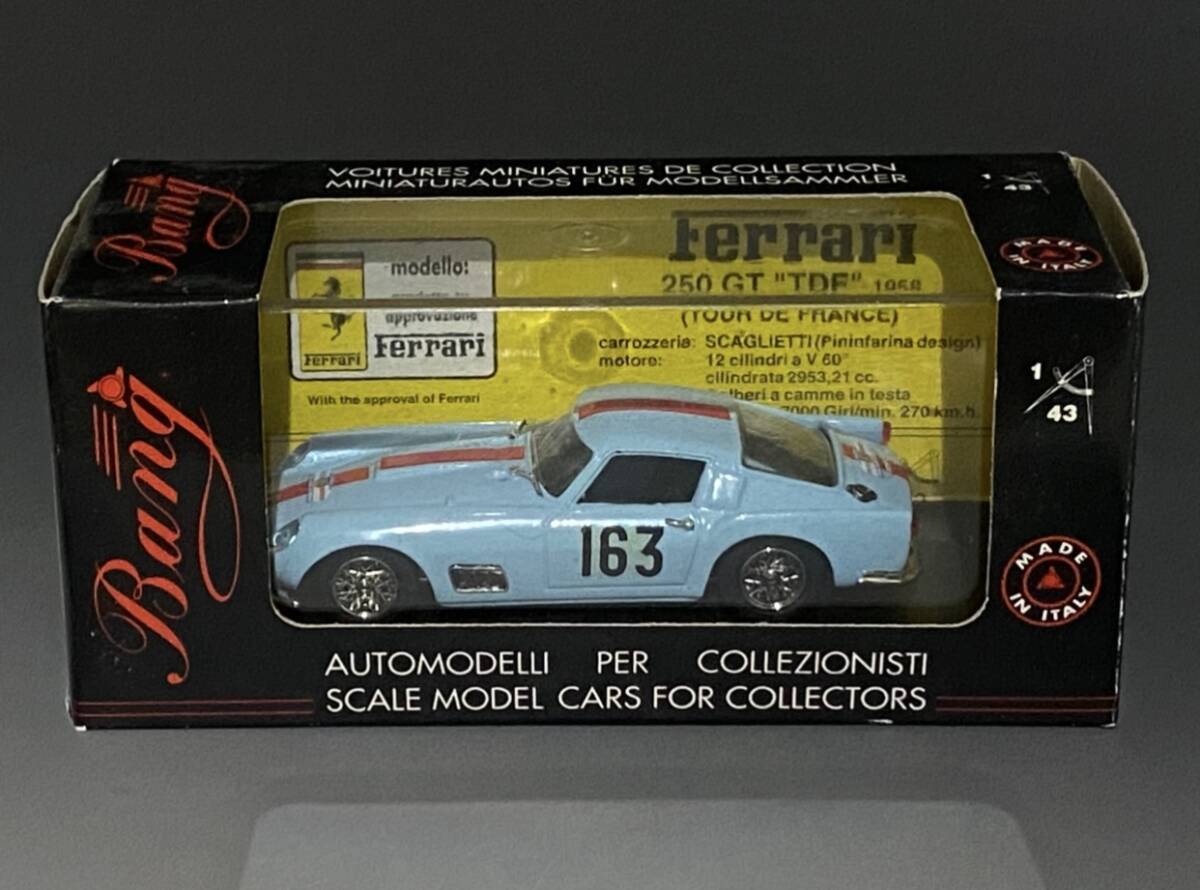 VOITURES MINIATURES DE COLLECTION
MINIATURAUTOS FÜR MODELLSAMMLER
1
43
Bang
MADE
IN ITALY
modello:
approvazione
Ferrari
Ferrari
With the approval of Ferrari
Ferrari
250 GT "TDF" 1958
(TOUR DE FRANCE)
carrozzeria: SCAGLIETTI (Pininfarina design)
motore: 12 cilindri a V 60°
cilindrata 2953,21 cc.
alberi a camme in testa
7000 Giri/min. 270 km.h.
163
Bang
1
43
MADE
IN ITALY
AUTOMODELLI PER COLLEZIONISTI
SCALE MODEL CARS FOR COLLECTORS